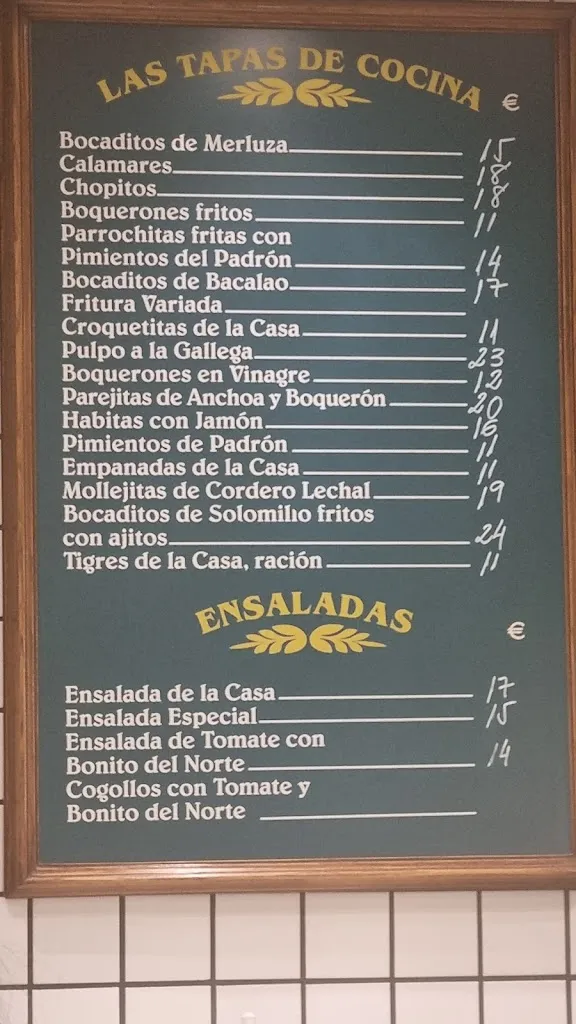 LAS TAPAS DE COCINA €
Bocaditos de Merluza 15
Calamares 18
Chopitos 18
Boquerones fritos 11
Parrochitas fritas con
Pimientos del Padrón 14
Bocaditos de Bacalao 17
Fritura Variada
Croquetitas de la Casa 11
Pulpo a la Gallega 23
Boquerones en Vinagre 12
Parejitas de Anchoa y Boquerón 20
Habitas con Jamón 16
Pimientos de Padrón 11
Empanadas de la Casa 11
Mollejitas de Cordero Lechal 19
Bocaditos de Solomillo fritos
con ajitos 24
Tigres de la Casa, ración 11
ENSALADAS €
Ensalada de la Casa 17
Ensalada Especial 15
Ensalada de Tomate con
Bonito del Norte 14
Cogollos con Tomate y
Bonito del Norte